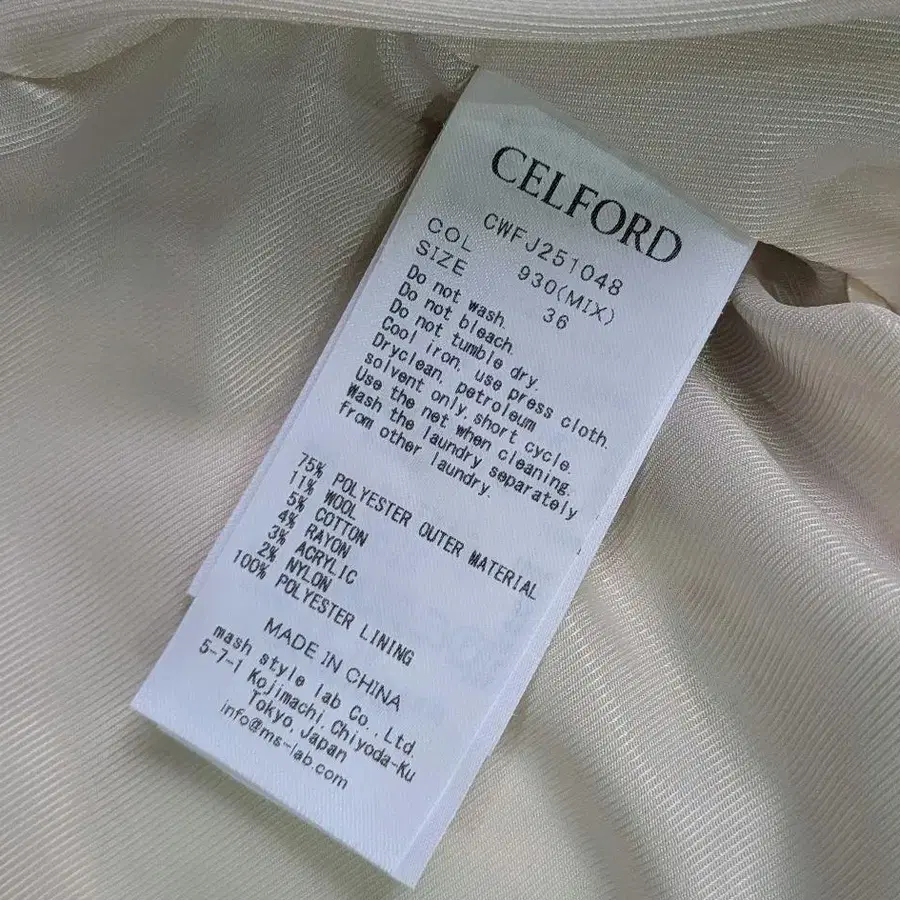 CELFORD
CWFJ251048
COL 930(MIX)
SIZE 36
Do not wash.
Do not bleach.
Do not tumble dry.
Cool iron, use press cloth.
Dryclean, petroleum
solvent only, short cycle.
Use the net when cleaning.
Wash the laundry separately
from other laundry.
75% POLYESTER OUTER MATERIAL
11% WOOL
5% COTTON
4% RAYON
3% ACRYLIC
2% NYLON
100% POLYESTER LINING
MADE IN CHINA
mash style lab Co., Ltd.
5-7-1 Kojimachi, Chiyoda-Ku
Tokyo, Japan
info@ms-lab.com